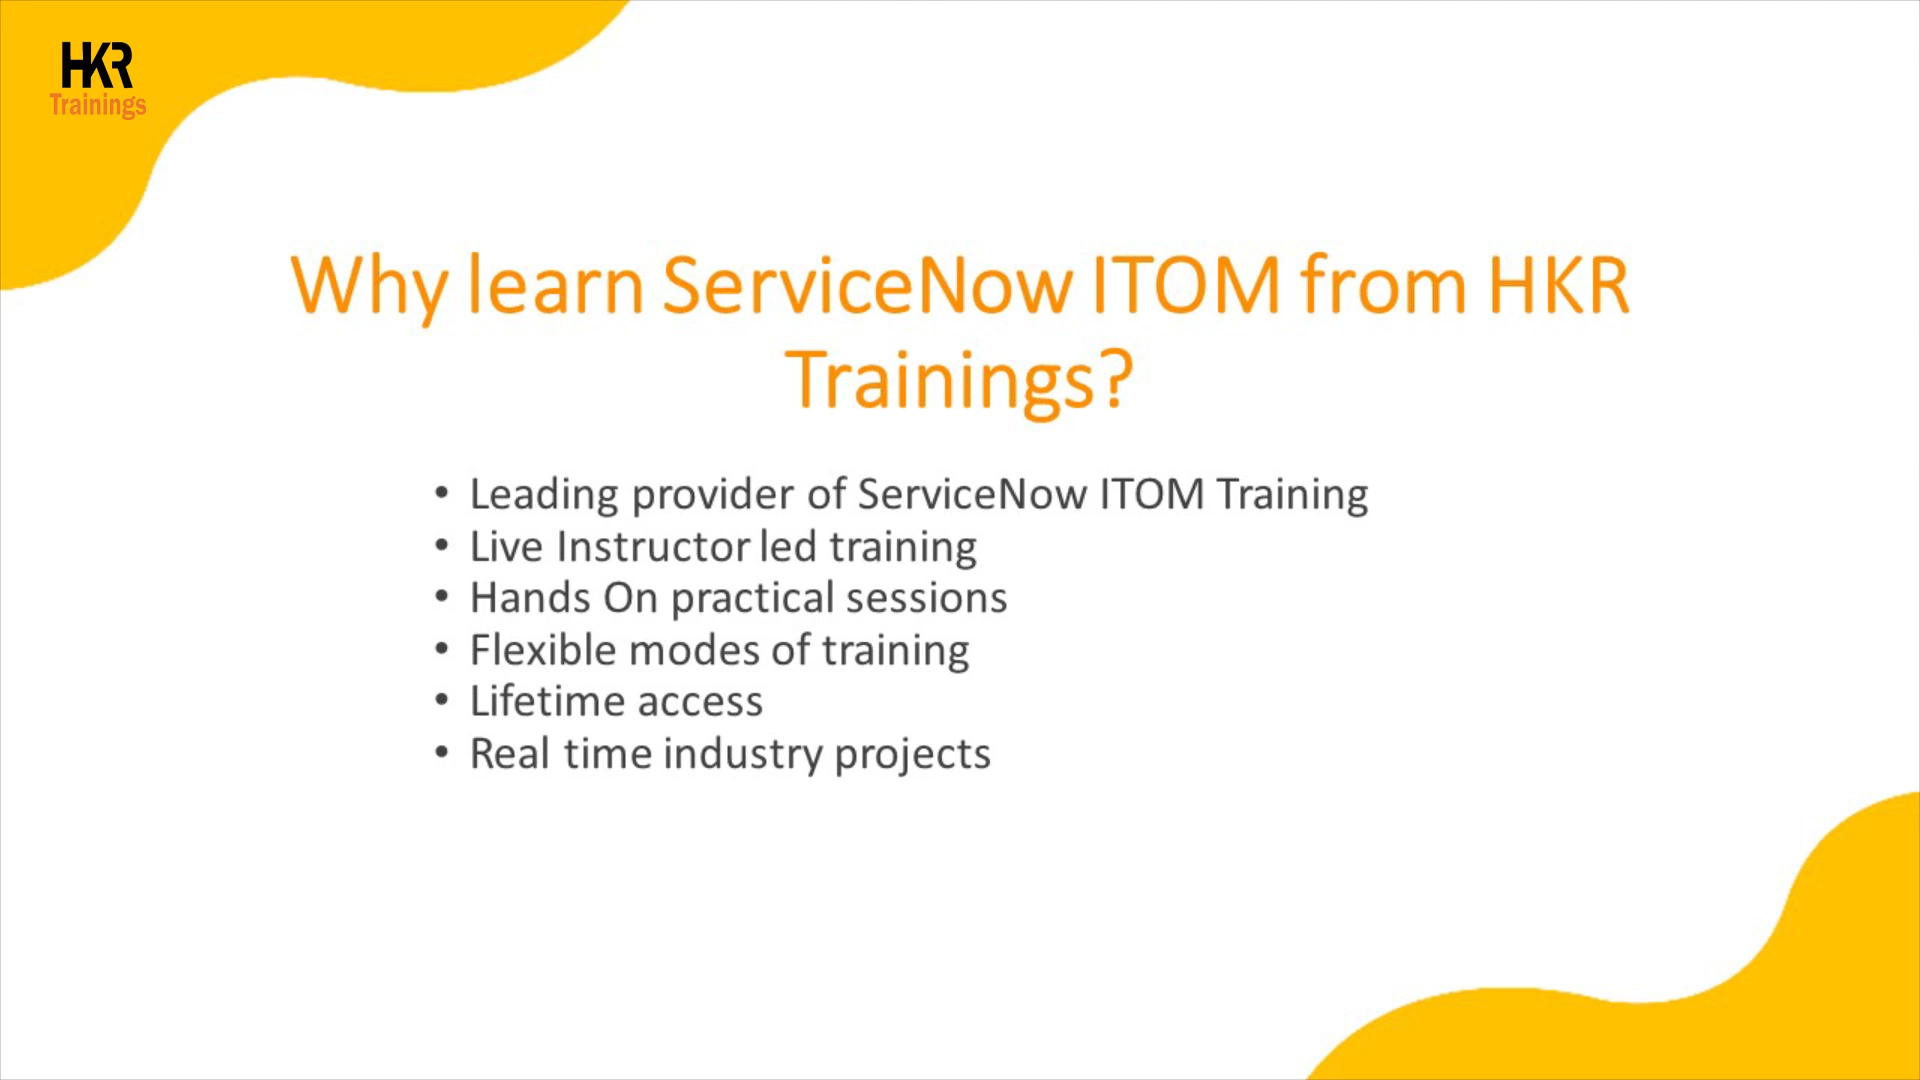 HKR
Trainings
Why learn ServiceNow ITOM from HKR
Trainings?
• Leading provider of ServiceNow ITOM Training
• Live Instructor led training
• Hands On practical sessions
• Flexible modes of training
• Lifetime access
• Real time industry projects